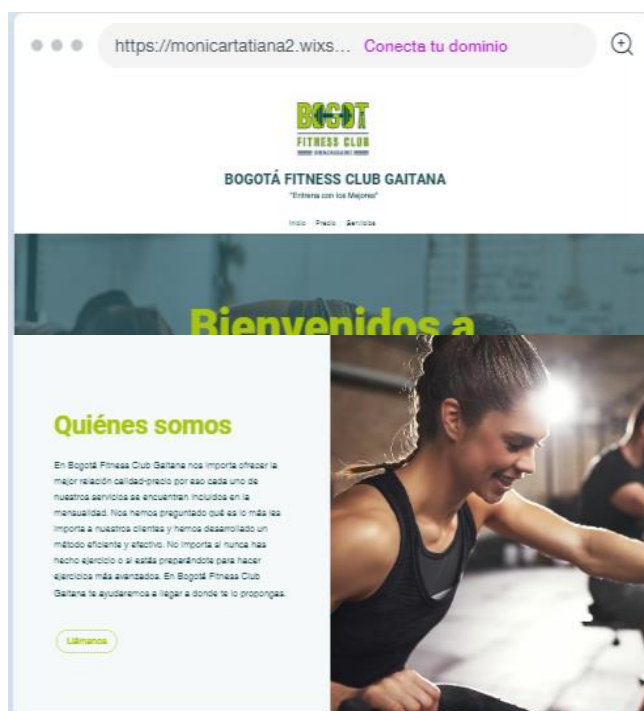 https://monicartatiana2.wixs... Conecta tu dominio
BOGOT
FITNESS CLUB
BOGOTÁ FITNESS CLUB GAITANA
"Entrena con los Mejores"
Inicio Precio Servicios
Bienvenidos a
Quiénes somos
En Bogotá Fitness Club Gaitana nos importa ofrecer la
mejor relación calidad-precio por eso cada uno de
nuestros servicios se encuentran incluidos en la
mensualidad. Nos hemos preguntado qué es lo más les
importa a nuestros clientes y hemos desarrollado un
método eficiente y efectivo. No importa si nunca has
hecho ejercicio o si estás preparándote para hacer
ejercicios más avanzados. En Bogotá Fitness Club
Gaitana te ayudaremos a llegar a donde te lo propongas.
Llámanos